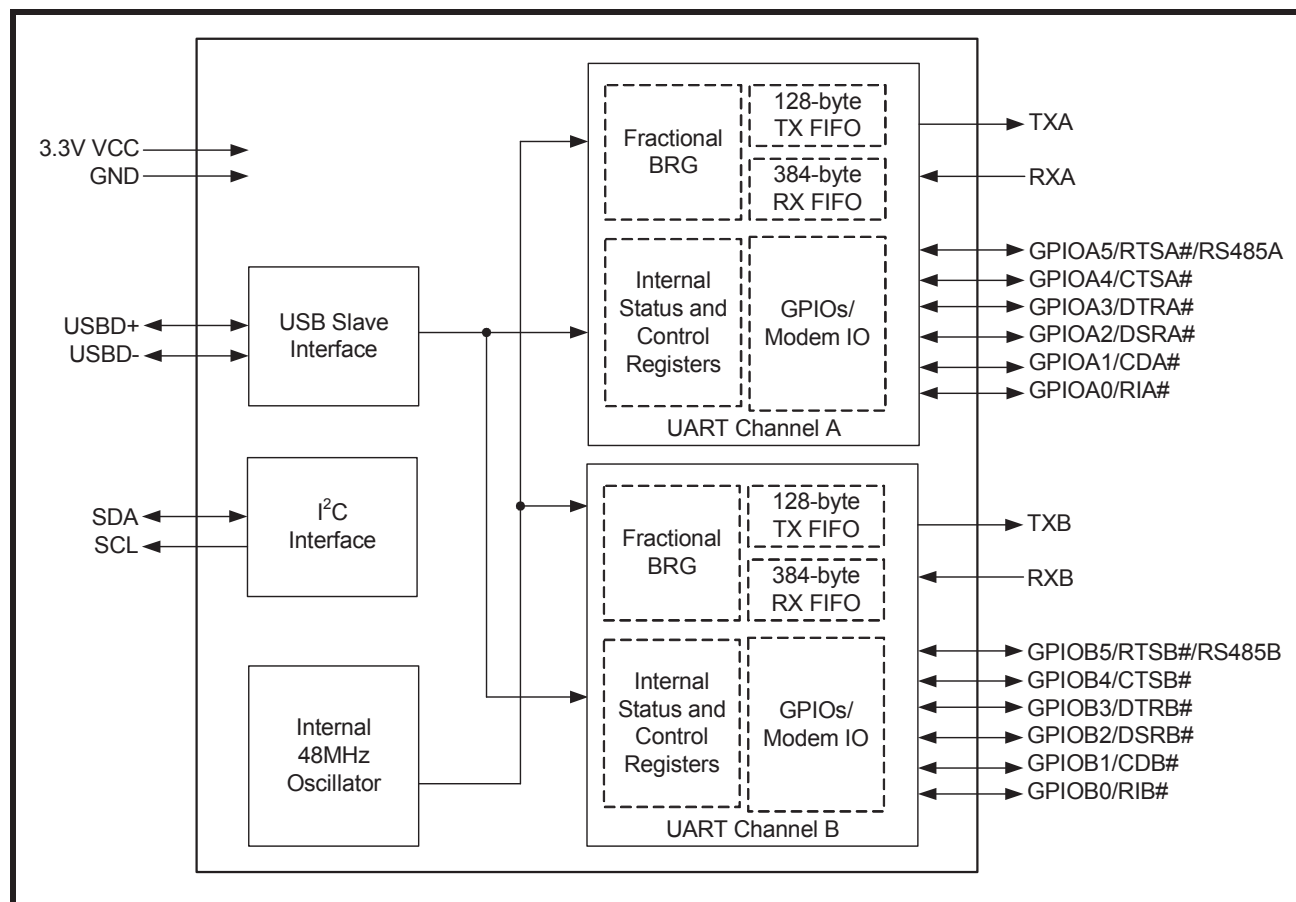 3.3V VCC
GND
USBD+
USBD-
SDA
SCL
USB Slave
Interface
I²C
Interface
Internal
48MHz
Oscillator
Fractional
BRG
128-byte
TX FIFO
384-byte
RX FIFO
Internal
Status and
Control
Registers
GPIOs/
Modem IO
UART Channel A
TXA
RXA
GPIOA5/RTSA#/RS485A
GPIOA4/CTSA#
GPIOA3/DTRA#
GPIOA2/DSRA#
GPIOA1/CDA#
GPIOA0/RIA#
Fractional
BRG
128-byte
TX FIFO
384-byte
RX FIFO
Internal
Status and
Control
Registers
GPIOs/
Modem IO
UART Channel B
TXB
RXB
GPIOB5/RTSB#/RS485B
GPIOB4/CTSB#
GPIOB3/DTRB#
GPIOB2/DSRB#
GPIOB1/CDB#
GPIOB0/RIB#